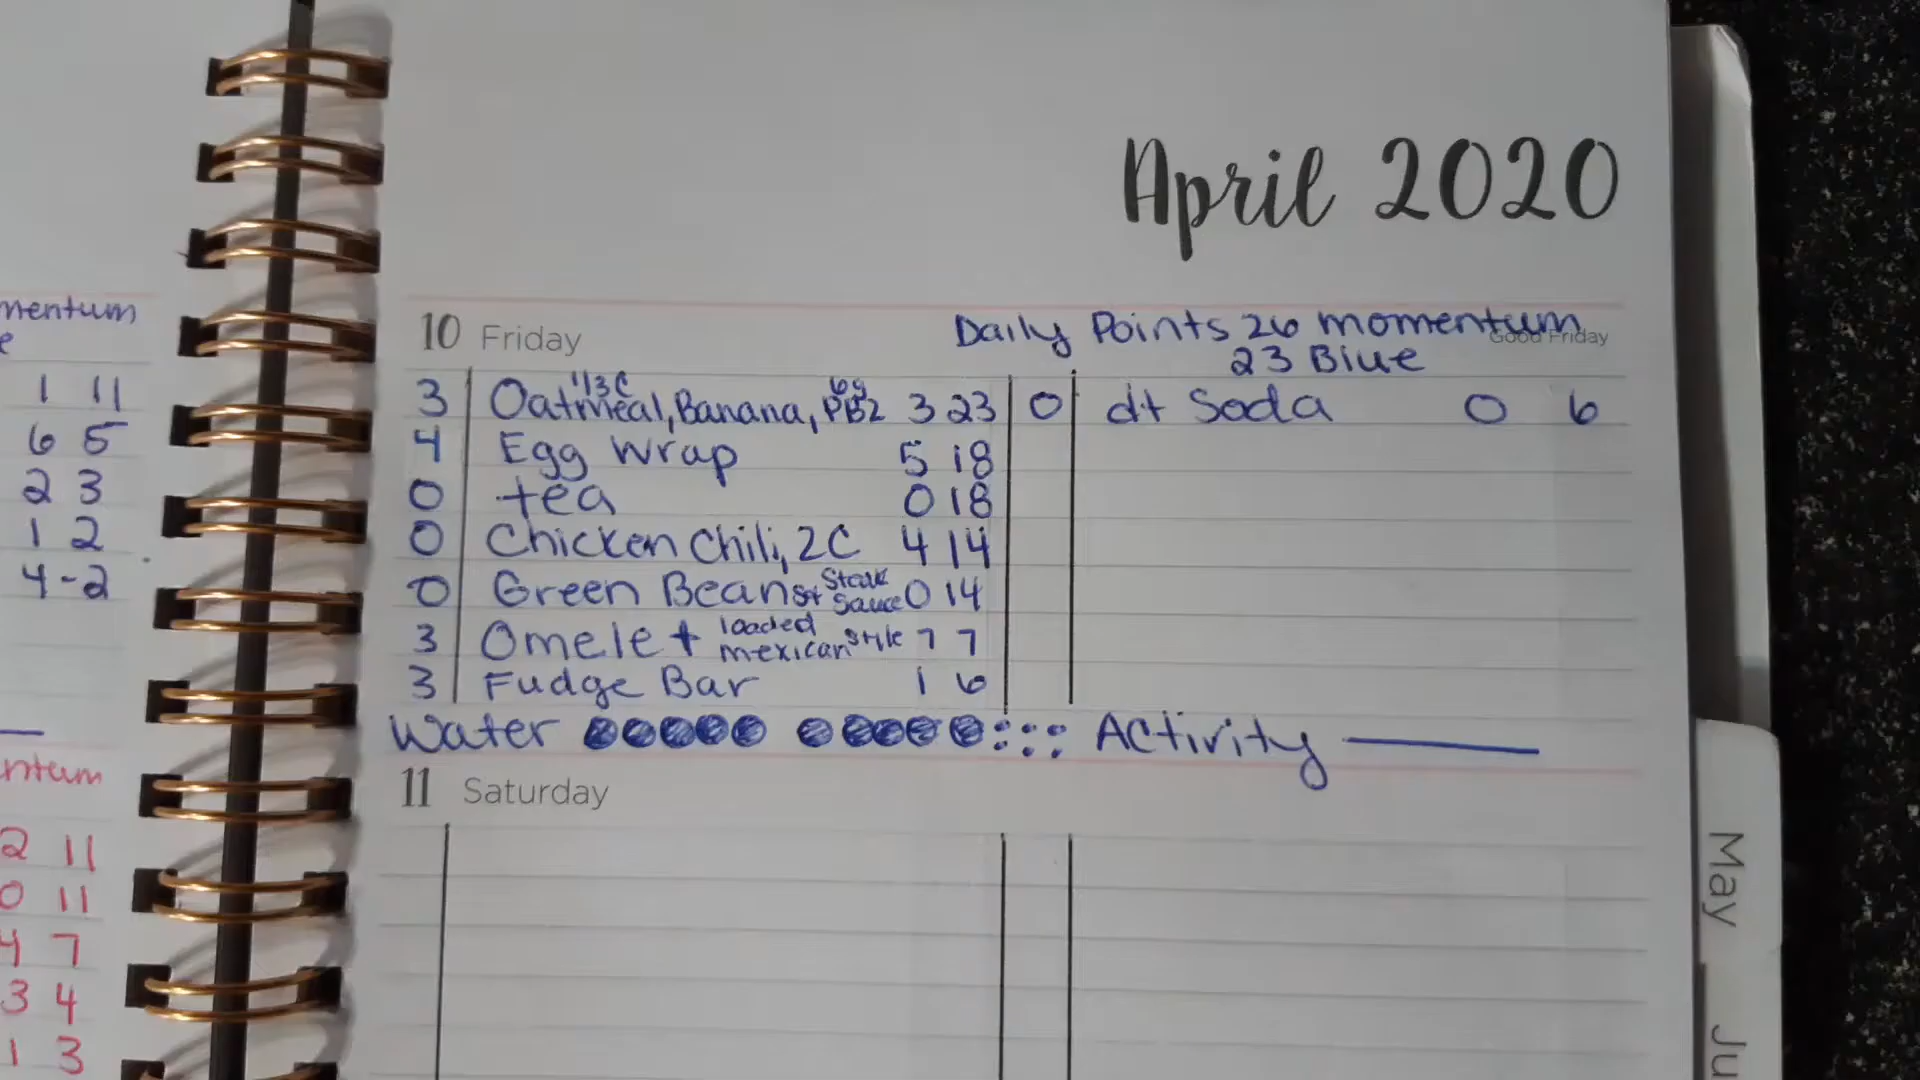 April 2020
mentum
e
1 11
6 5
2 3
1 2
4 -2
ntum
2 11
0 11
4 7
3 4
1 3
10 Friday Daily Points 26 momentum
Good Friday
23 Blue
3 Oatmeal, 1/3 C Banana, 6g PB2 3 23 0 dt Soda 0 6
4 Egg Wrap 5 18
0 tea 0 18
0 Chicken Chili, 2C 4 14
0 Green Beans + Steak Sauce 0 14
3 Omelet loaded mexican style 7 7
3 Fudge Bar 1 6
Water Activity
11 Saturday
May
Ju